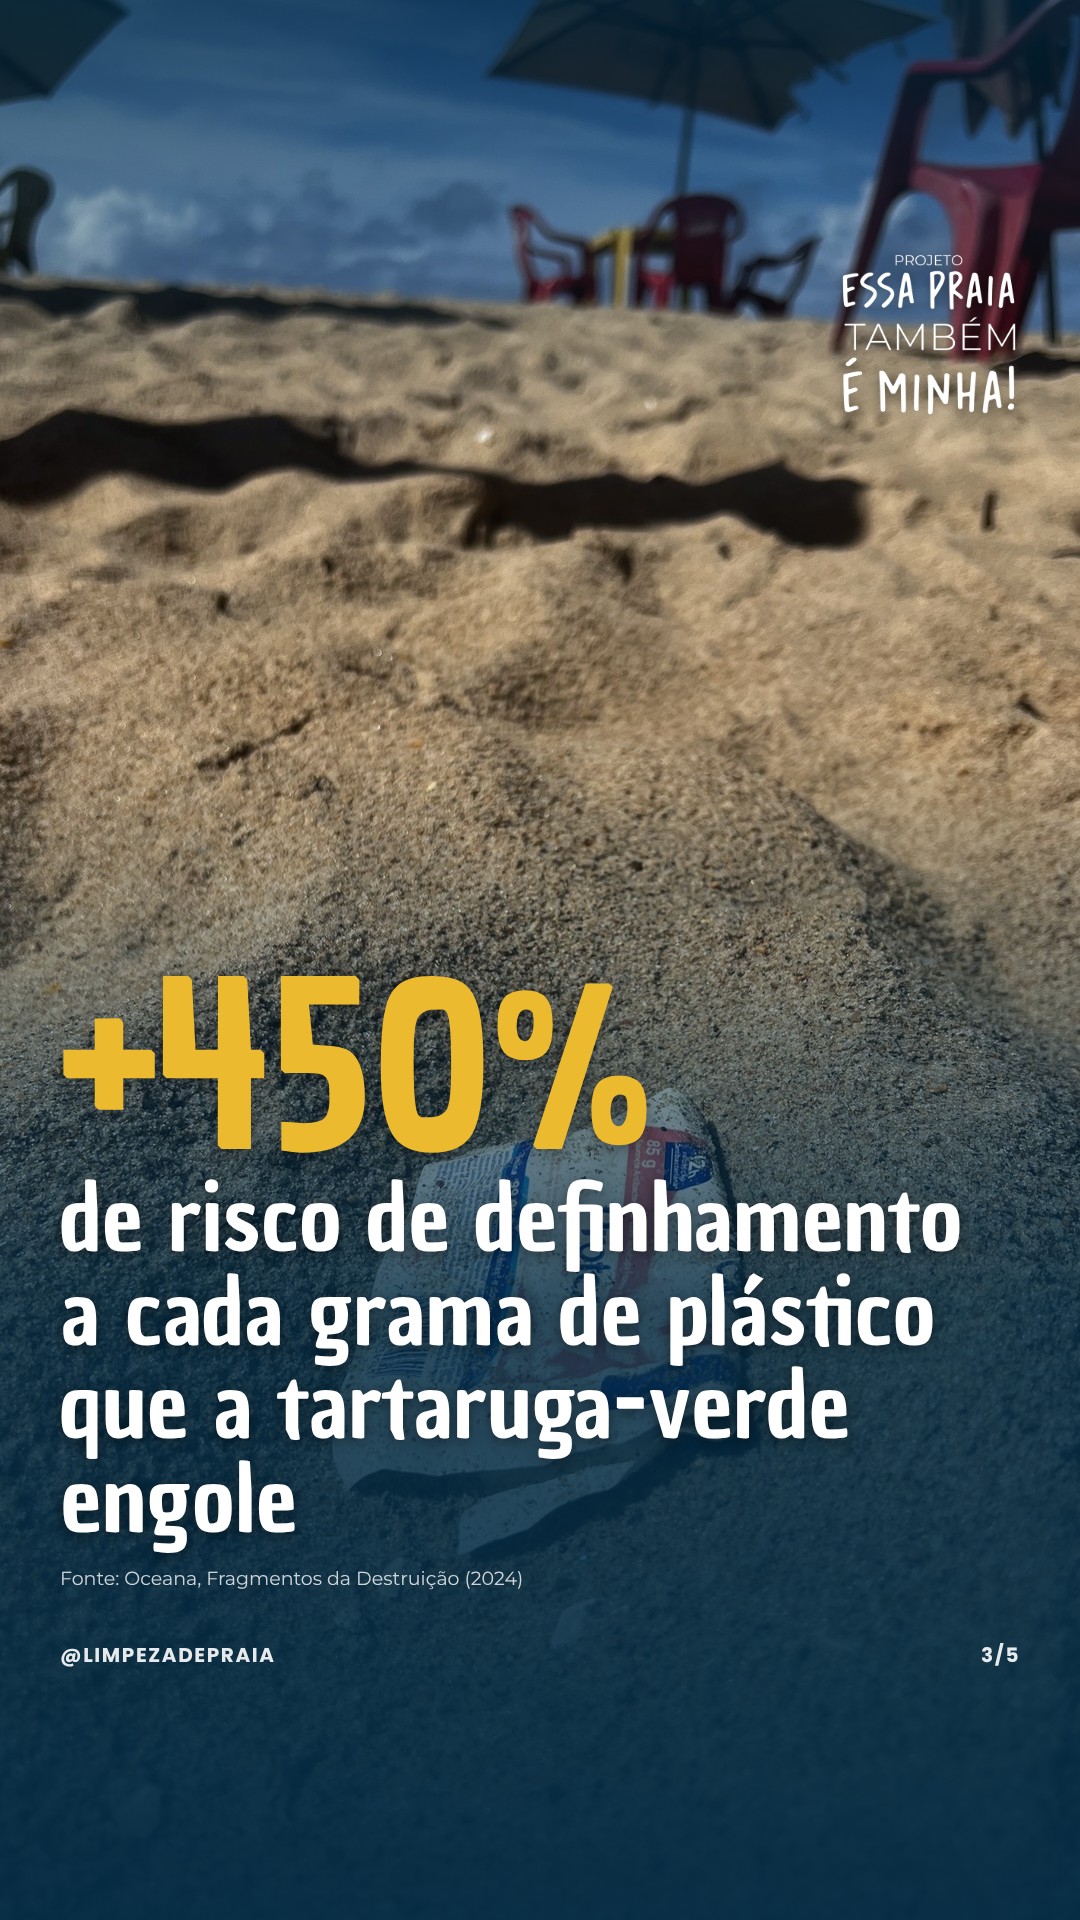 PROJETO
ESSA PRAIA
TAMBÉM
É MINHA!
+450%
85 g
de risco de definhamento
a cada grama de plástico
que a tartaruga-verde
engole
Fonte: Oceana, Fragmentos da Destruição (2024)
@LIMPEZADEPRAIA
3/5